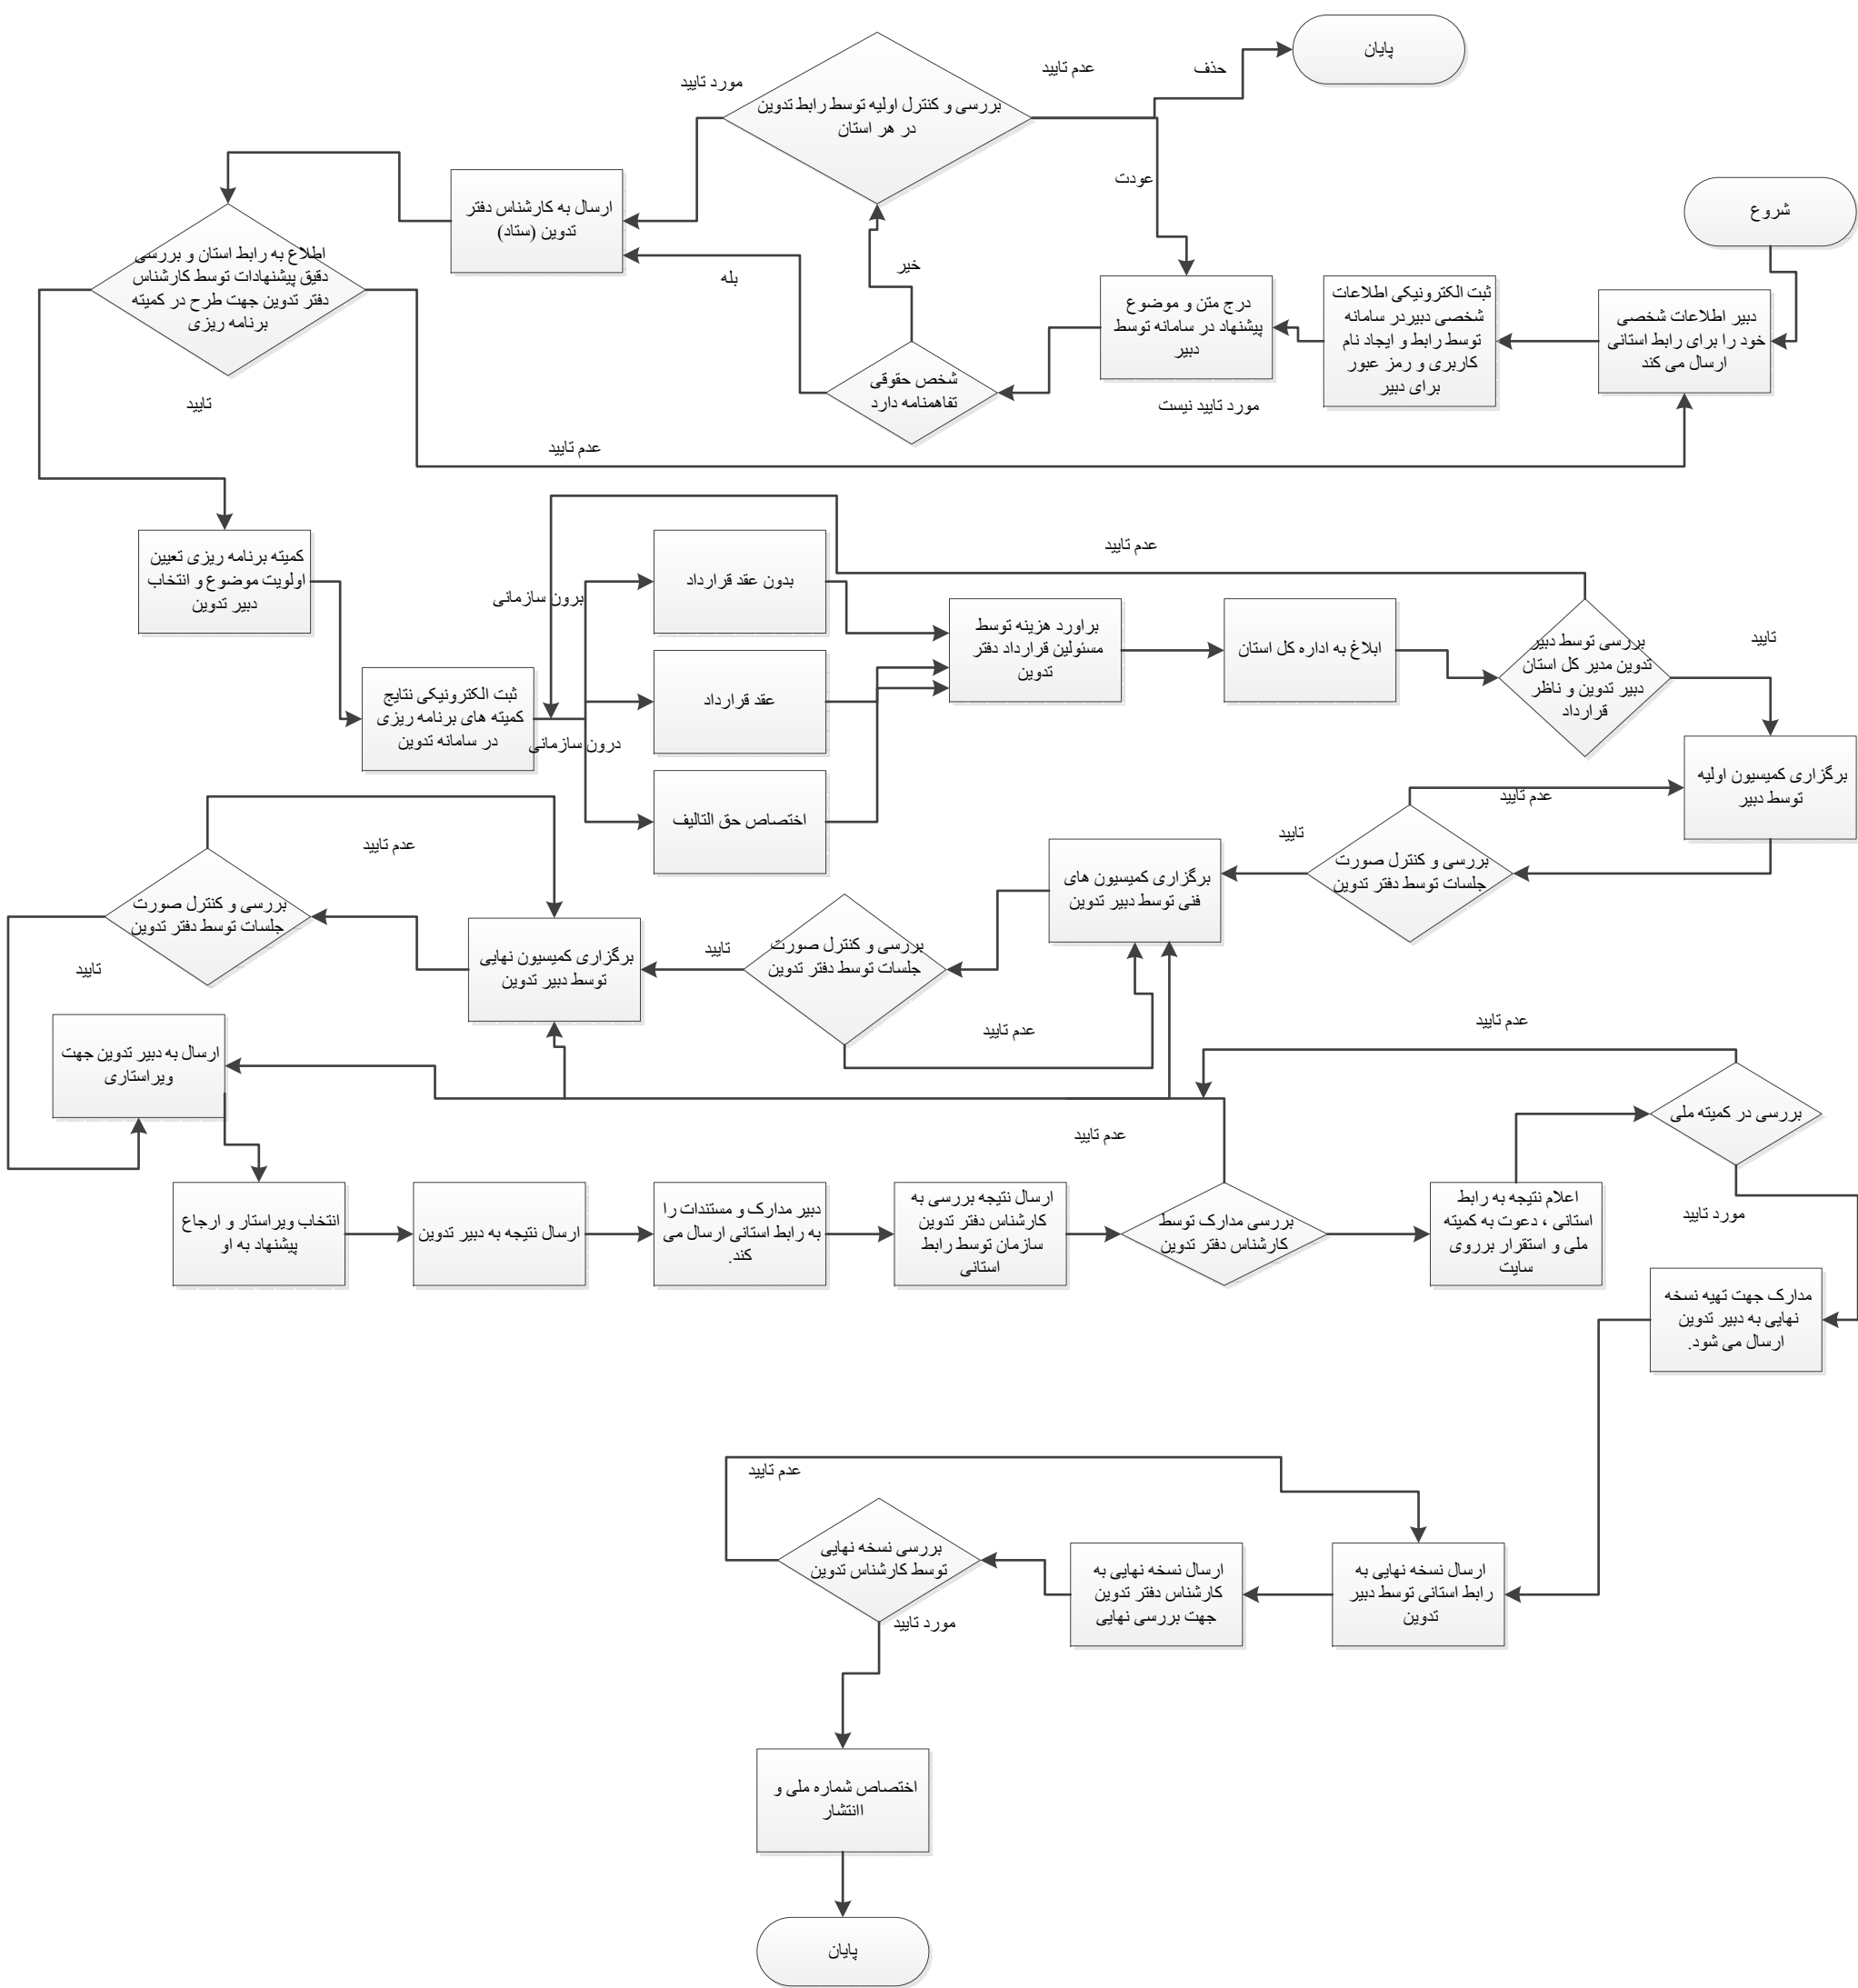 پایان
عدم تایید
حذف
مورد تایید
بررسی و کنترل اولیه توسط رابط تدوین
در هر استان
عودت
شروع
ارسال به کارشناس دفتر
تدوین (ستاد)
اطلاع به رابط استان و بررسی
دقیق پیشنهادات توسط کارشناس
دفتر تدوین جهت طرح در کمیته
برنامه ریزی
خیر
بله
درج متن و موضوع
پیشنهاد در سامانه توسط
دبیر
ثبت الکترونیکی اطلاعات
شخصی دبیردر سامانه
توسط رابط و ایجاد نام
کاربری و رمز عبور
برای دبیر
دبیر اطلاعات شخصی
خود را برای رابط استانی
ارسال می کند
شخص حقوقی
تفاهمنامه دارد
مورد تایید نیست
تایید
عدم تایید
کمیته برنامه ریزی تعیین
اولویت موضوع و انتخاب
دبیر تدوین
بدون عقد قرارداد
برون سازمانی
عدم تایید
براورد هزینه توسط
مسئولین قرارداد دفتر
تدوین
ابلاغ به اداره کل استان
بررسی توسط دبیر
تدوین مدیر کل استان
دبیر تدوین و ناظر
قرارداد
تایید
ثبت الکترونیکی نتایج
کمیته های برنامه ریزی
در سامانه تدوین
عقد قرارداد
درون سازمانی
برگزاری کمیسیون اولیه
توسط دبیر
اختصاص حق التالیف
عدم تایید
تایید
بررسی و کنترل صورت
جلسات توسط دفتر تدوین
برگزاری کمیسیون های
فنی توسط دبیر تدوین
عدم تایید
بررسی و کنترل صورت
جلسات توسط دفتر تدوین
برگزاری کمیسیون نهایی
توسط دبیر تدوین
تایید
بررسی و کنترل صورت
جلسات توسط دفتر تدوین
تایید
عدم تایید
عدم تایید
ارسال به دبیر تدوین جهت
ویراستاری
بررسی در کمیته ملی
عدم تایید
انتخاب ویراستار و ارجاع
پیشنهاد به او
ارسال نتیجه به دبیر تدوین
دبیر مدارک و مستندات را
به رابط استانی ارسال می
کند.
ارسال نتیجه بررسی به
کارشناس دفتر تدوین
سازمان توسط رابط
استانی
بررسی مدارک توسط
کارشناس دفتر تدوین
اعلام نتیجه به رابط
استانی ، دعوت به کمیته
ملی و استقرار برروی
سایت
مورد تایید
مدارک جهت تهیه نسخه
نهایی به دبیر تدوین
ارسال می شود.
عدم تایید
بررسی نسخه نهایی
توسط کارشناس تدوین
ارسال نسخه نهایی به
کارشناس دفتر تدوین
جهت بررسی نهایی
ارسال نسخه نهایی به
رابط استانی توسط دبیر
تدوین
مورد تایید
اختصاص شماره ملی و
اانتشار
پایان